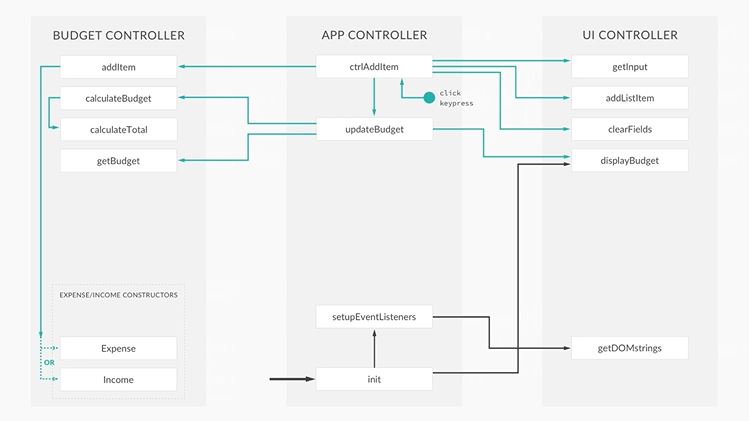 BUDGET CONTROLLER
addItem
calculateBudget
calculateTotal
getBudget
EXPENSE/INCOME CONSTRUCTORS
Expense
OR
Income
APP CONTROLLER
ctrlAddItem
click
keypress
updateBudget
setupEventListeners
init
UI CONTROLLER
getInput
addListItem
clearFields
displayBudget
getDOMstrings